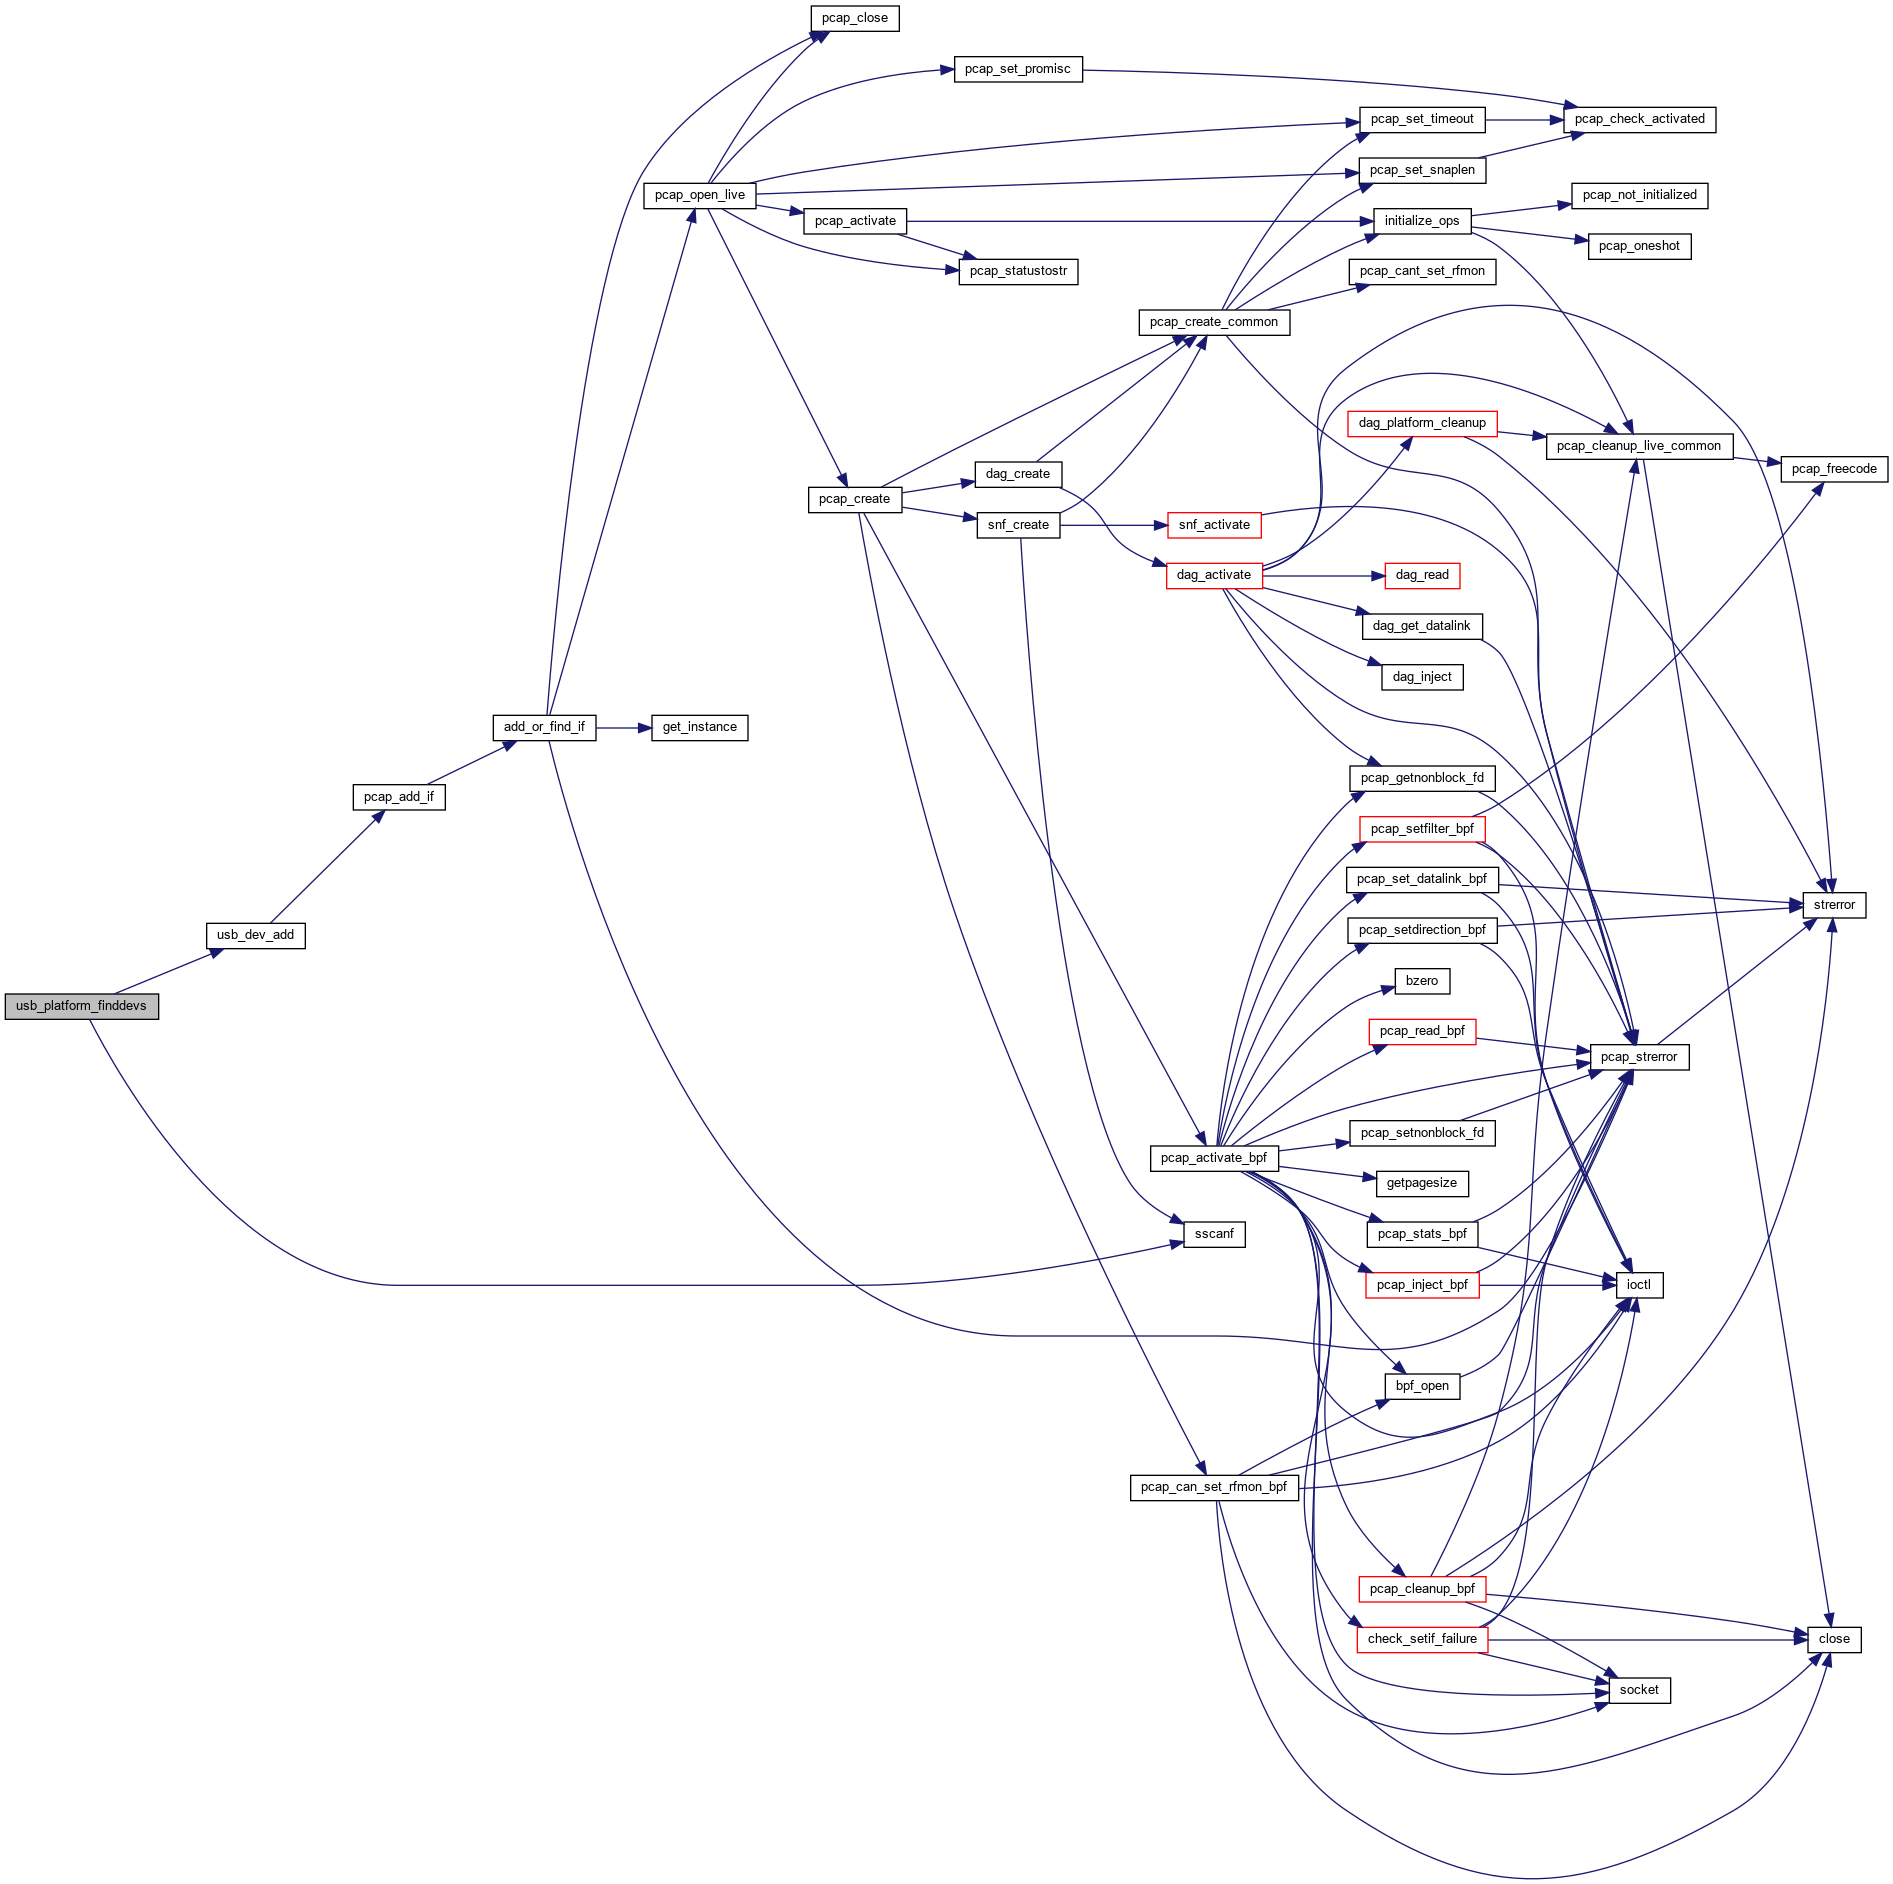 pcap_close
pcap_set_promisc
pcap_set_timeout
pcap_check_activated
pcap_set_snaplen
pcap_open_live
pcap_not_initialized
pcap_activate
initialize_ops
pcap_oneshot
pcap_statustostr
pcap_cant_set_rfmon
pcap_create_common
dag_platform_cleanup
pcap_cleanup_live_common
pcap_freecode
dag_create
pcap_create
snf_create
snf_activate
dag_activate
dag_read
dag_get_datalink
dag_inject
add_or_find_if
get_instance
pcap_getnonblock_fd
pcap_add_if
pcap_setfilter_bpf
pcap_set_datalink_bpf
strerror
pcap_setdirection_bpf
usb_dev_add
bzero
usb_platform_finddevs
pcap_read_bpf
pcap_strerror
pcap_setnonblock_fd
pcap_activate_bpf
getpagesize
sscanf
pcap_stats_bpf
pcap_inject_bpf
ioctl
bpf_open
pcap_can_set_rfmon_bpf
pcap_cleanup_bpf
check_setif_failure
close
socket